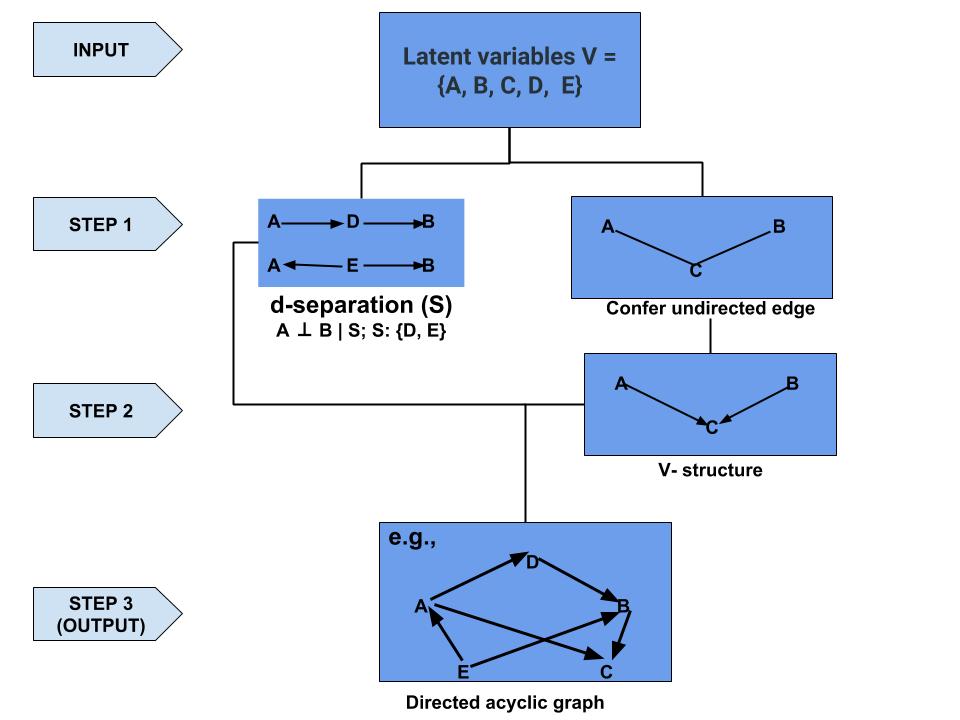 INPUT
Latent variables V =
{A, B, C, D,  E}
STEP 1
A D B
A E B
d-separation (S)
A ⊥ B | S; S: {D, E}
A B
C
Confer undirected edge
STEP 2
A B
C
V- structure
STEP 3
(OUTPUT)
e.g.,
D
A B
E C
Directed acyclic graph